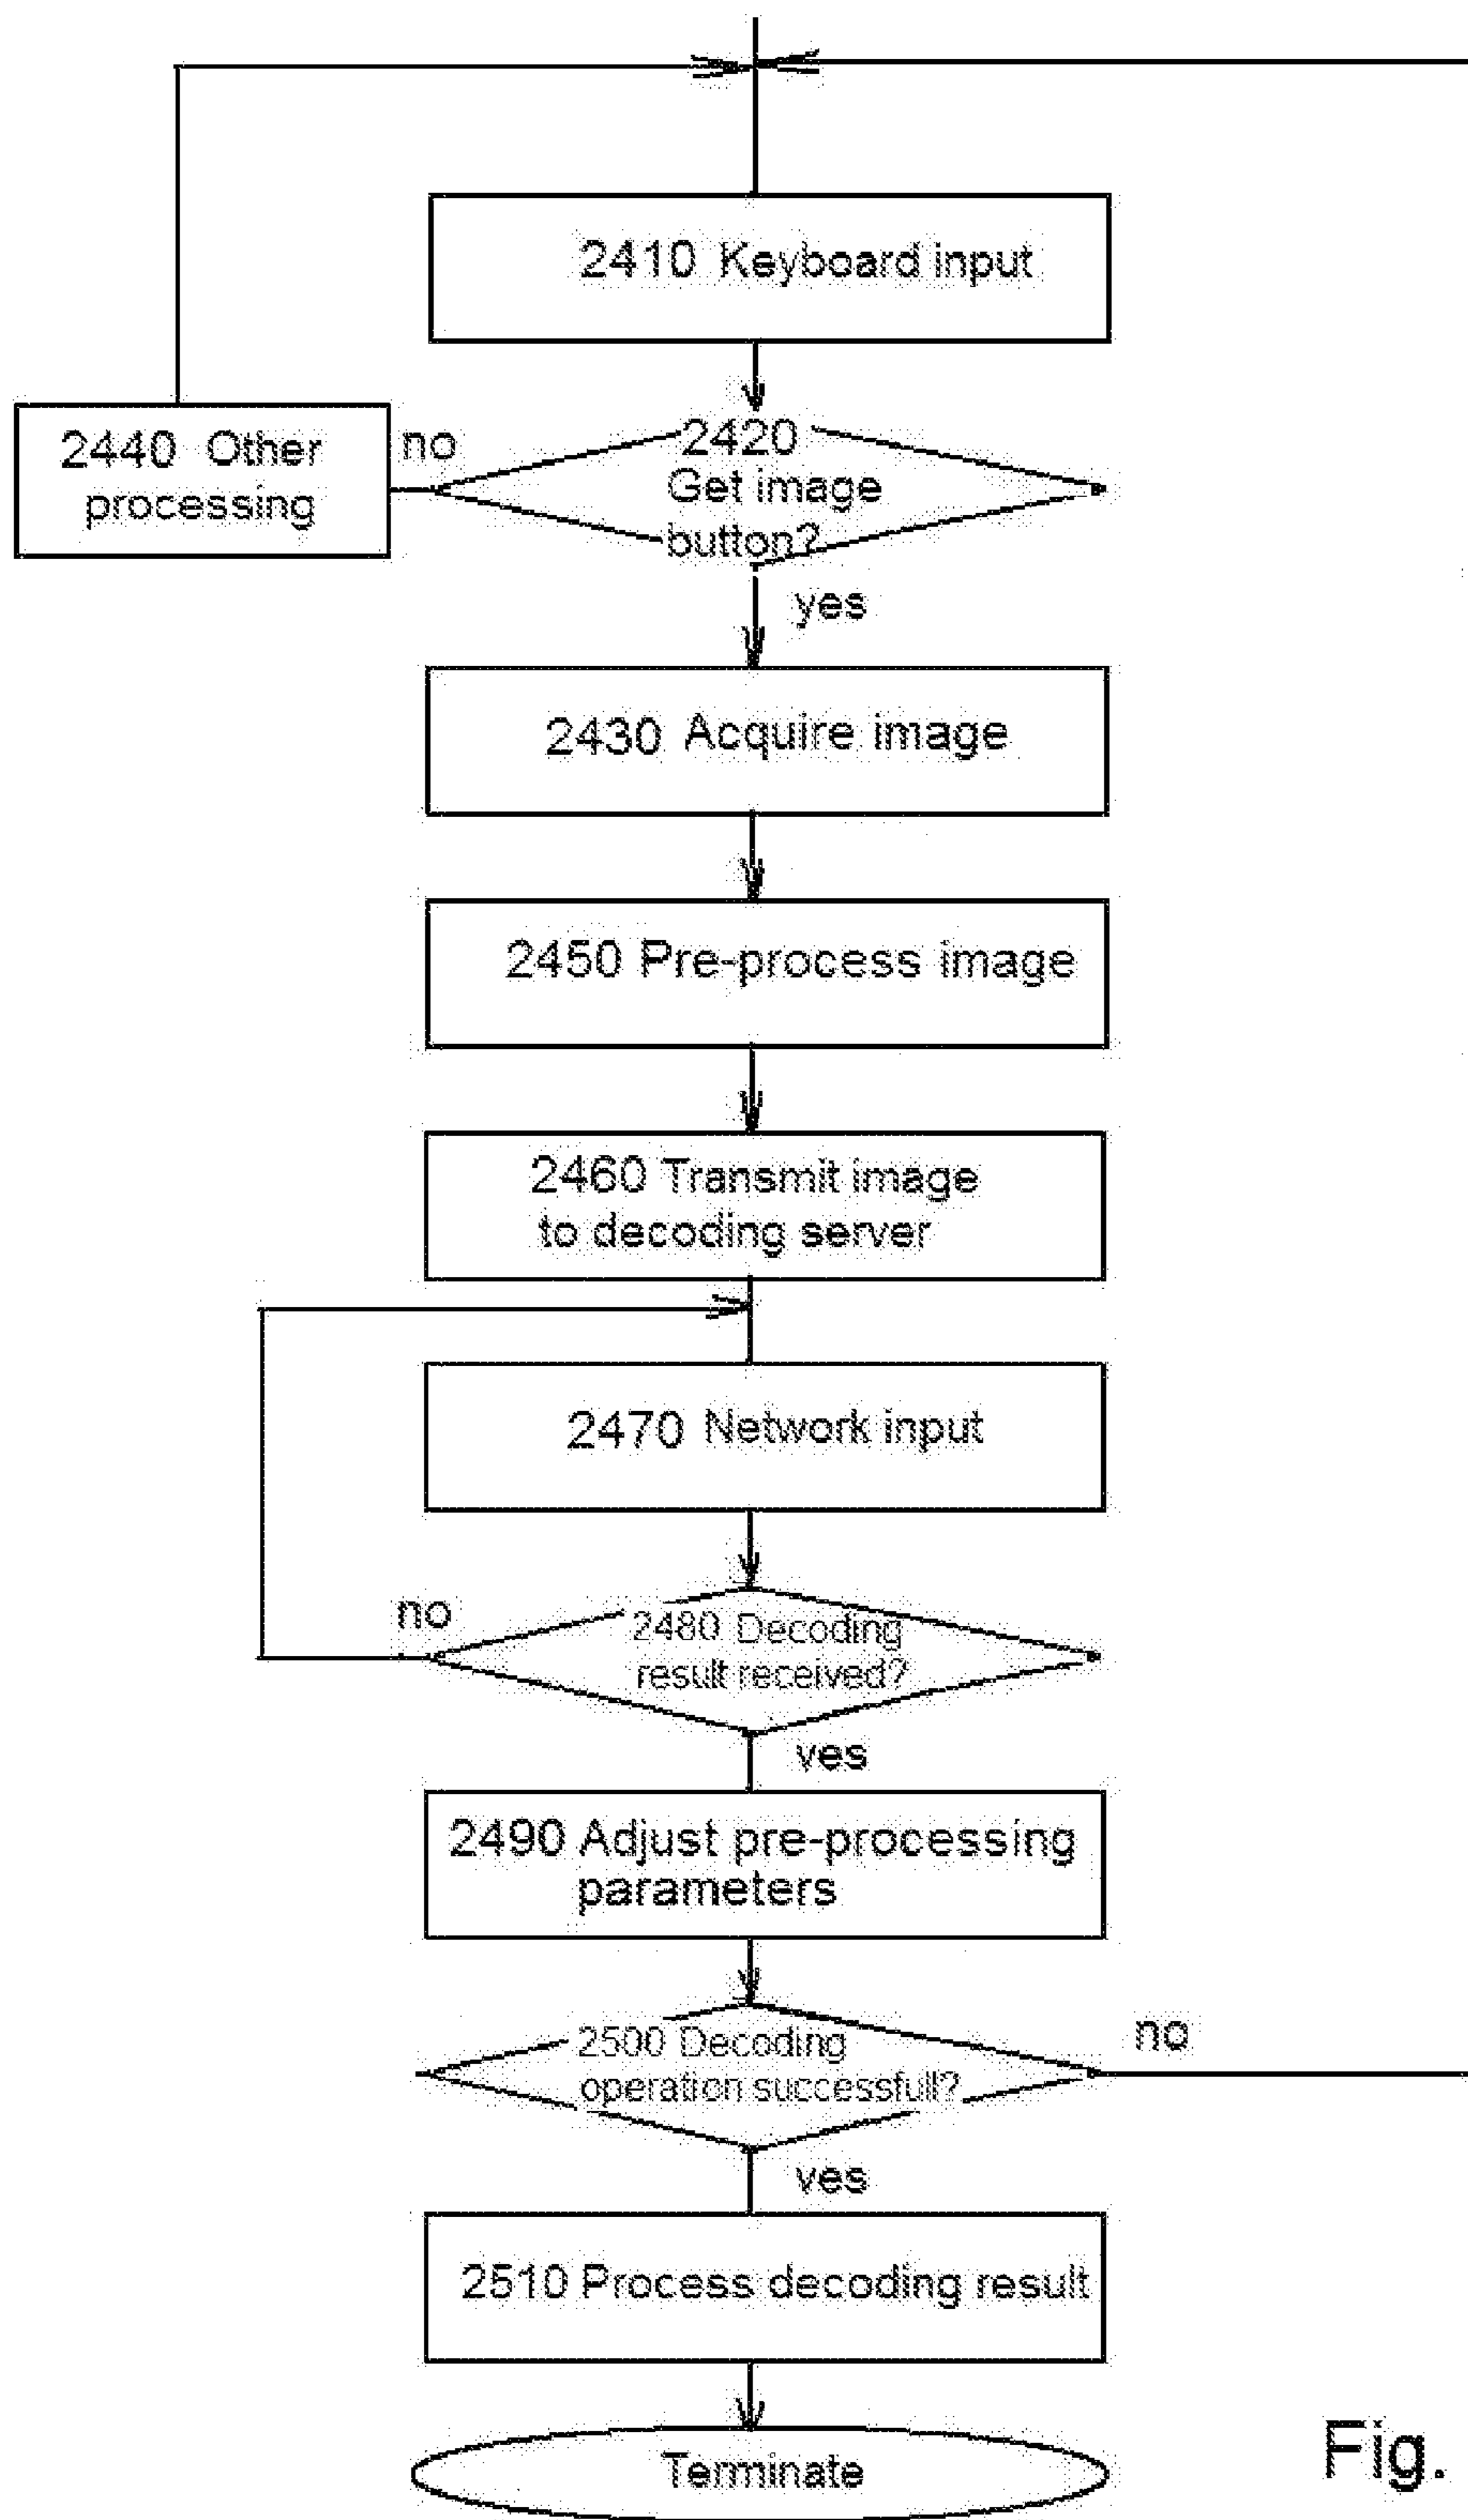 2410 Keyboard input
2440 Other
processing
no
2420
Get image
button?
yes
2430 Acquire image
2450 Pre-process image
2460 Transmit image
to decoding server
2470 Network input
no
2480 Decoding
result received?
yes
2490 Adjust pre-processing
parameters
2500 Decoding
operation successfull?
no
yes
2510 Process decoding result
Terminate
Fig.